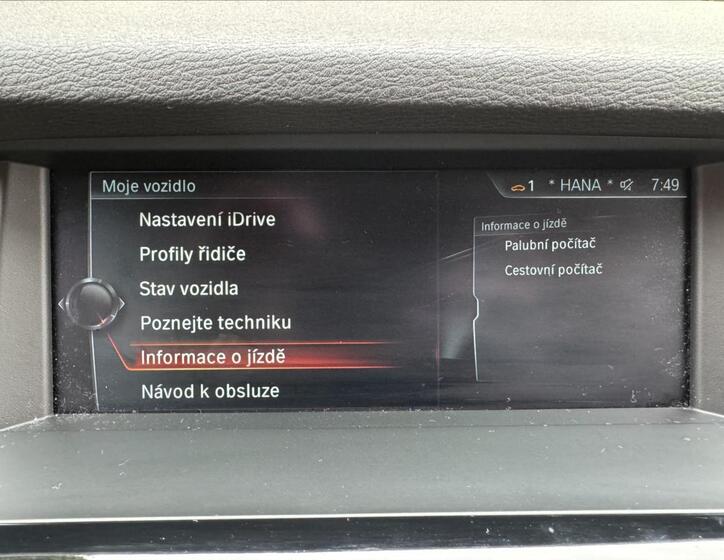 Moje vozidlo
1 * HANA * 7:49
Nastavení iDrive
Profily řidiče
Stav vozidla
Poznejte techniku
Informace o jízdě
Návod k obsluze
Informace o jízdě
Palubní počítač
Cestovní počítač